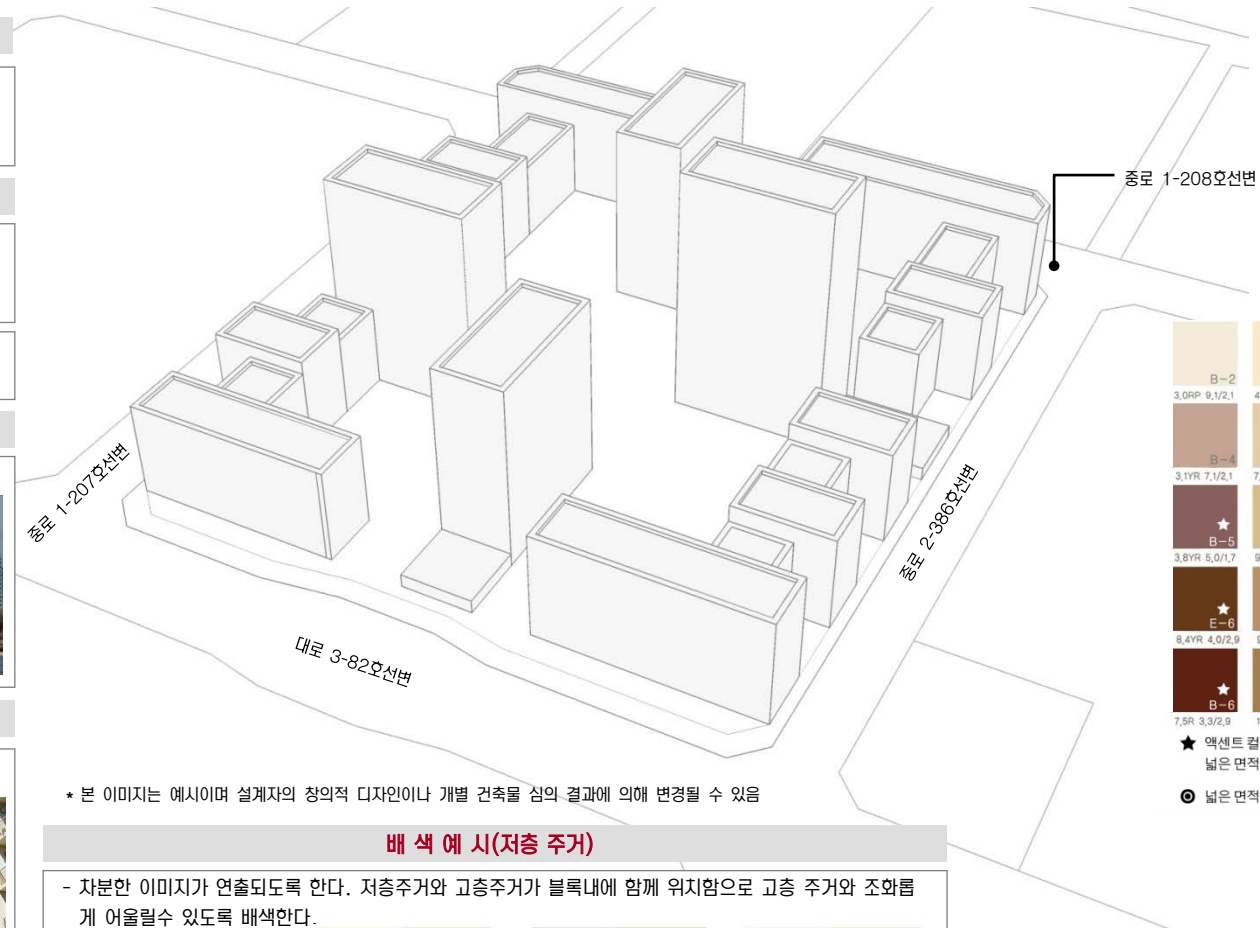 중로 1-208호선변
중로 1-207호선변
중로 2-386호선변
대로 3-82호선변
B-2
3.0RP 9.1/2.1
B-4
3.1YR 7.1/2.1
★
B-5
3.8YR 5.0/1.7
★
E-6
8.4YR 4.0/2.9
★
B-6
7.5R 3.3/2.9
★ 액센트 컬
넓은 면적
◎ 넓은 면적
* 본 이미지는 예시이며 설계자의 창의적 디자인이나 개별 건축물 심의 결과에 의해 변경될 수 있음
배 색 예 시(저층 주거)
- 차분한 이미지가 연출되도록 한다. 저층주거와 고층주거가 블록내에 함께 위치함으로 고층 주거와 조화롭
게 어울릴수 있도록 배색한다.